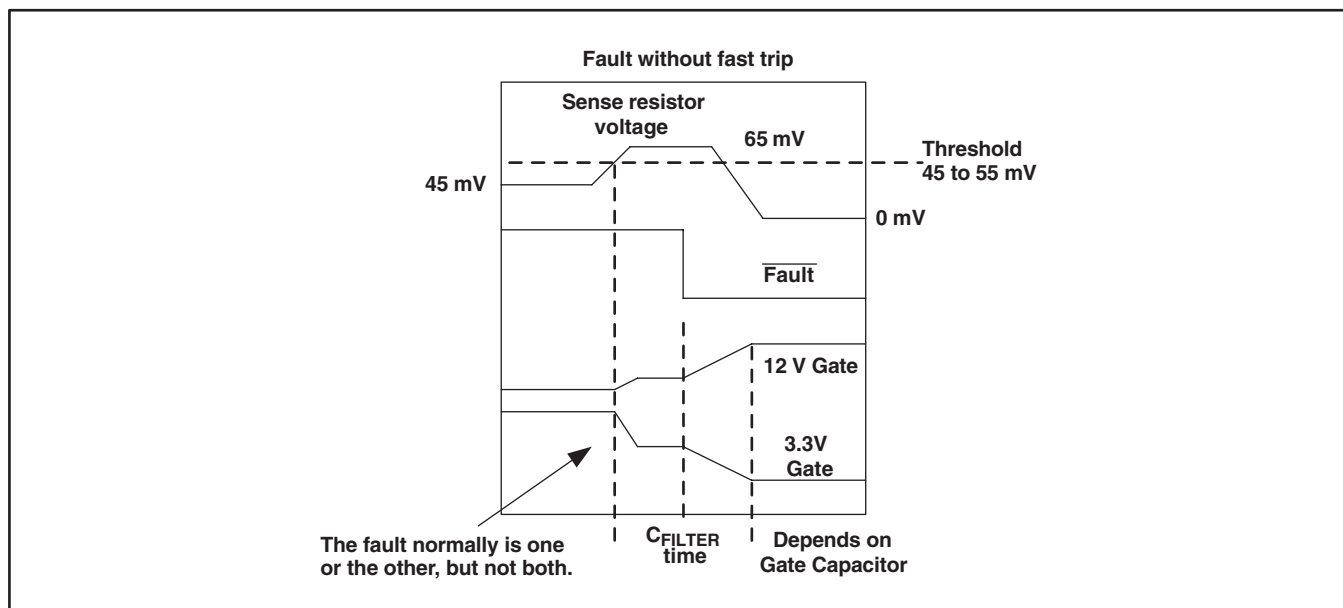 Fault without fast trip
Sense resistor
voltage
65 mV
Threshold
45 to 55 mV
45 mV
0 mV
Fault
12 V Gate
3.3V
Gate
The fault normally is one
or the other, but not both.
CFILTER
time
Depends on
Gate Capacitor